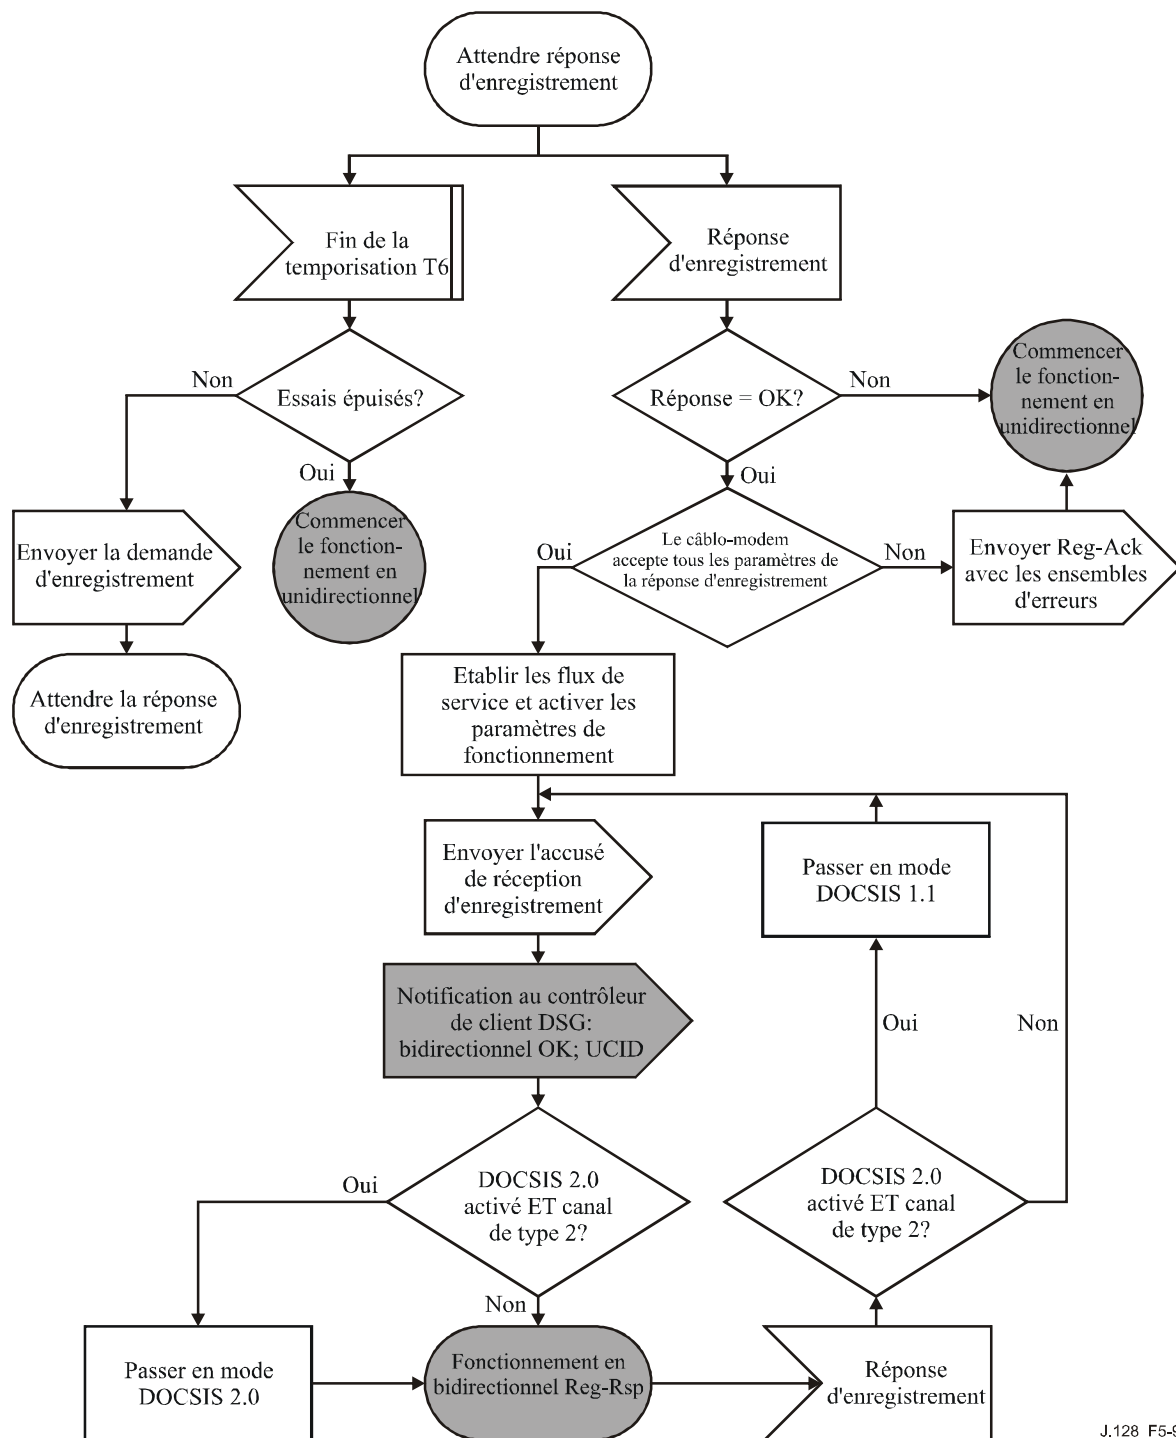 Attendre réponse
d'enregistrement
Fin de la
temporisation T6
Réponse
d'enregistrement
Non
Essais épuisés?
Oui
Réponse = OK?
Non
Oui
Commencer
le fonction-
nement en
unidirectionnel
Envoyer la demande
d'enregistrement
Commencer
le fonction-
nement en
unidirectionnel
Oui
Le câblo-modem
accepte tous les paramètres de
la réponse d'enregistrement
Non
Envoyer Reg-Ack
avec les ensembles
d'erreurs
Attendre la réponse
d'enregistrement
Etablir les flux de
service et activer les
paramètres de
fonctionnement
Envoyer l'accusé
de réception
d'enregistrement
Passer en mode
DOCSIS 1.1
Notification au contrôleur
de client DSG:
bidirectionnel OK; UCID
Oui
Non
Oui
DOCSIS 2.0
activé ET canal
de type 2?
DOCSIS 2.0
activé ET canal
de type 2?
Non
Passer en mode
DOCSIS 2.0
Fonctionnement en
bidirectionnel Reg-Rsp
Réponse
d'enregistrement